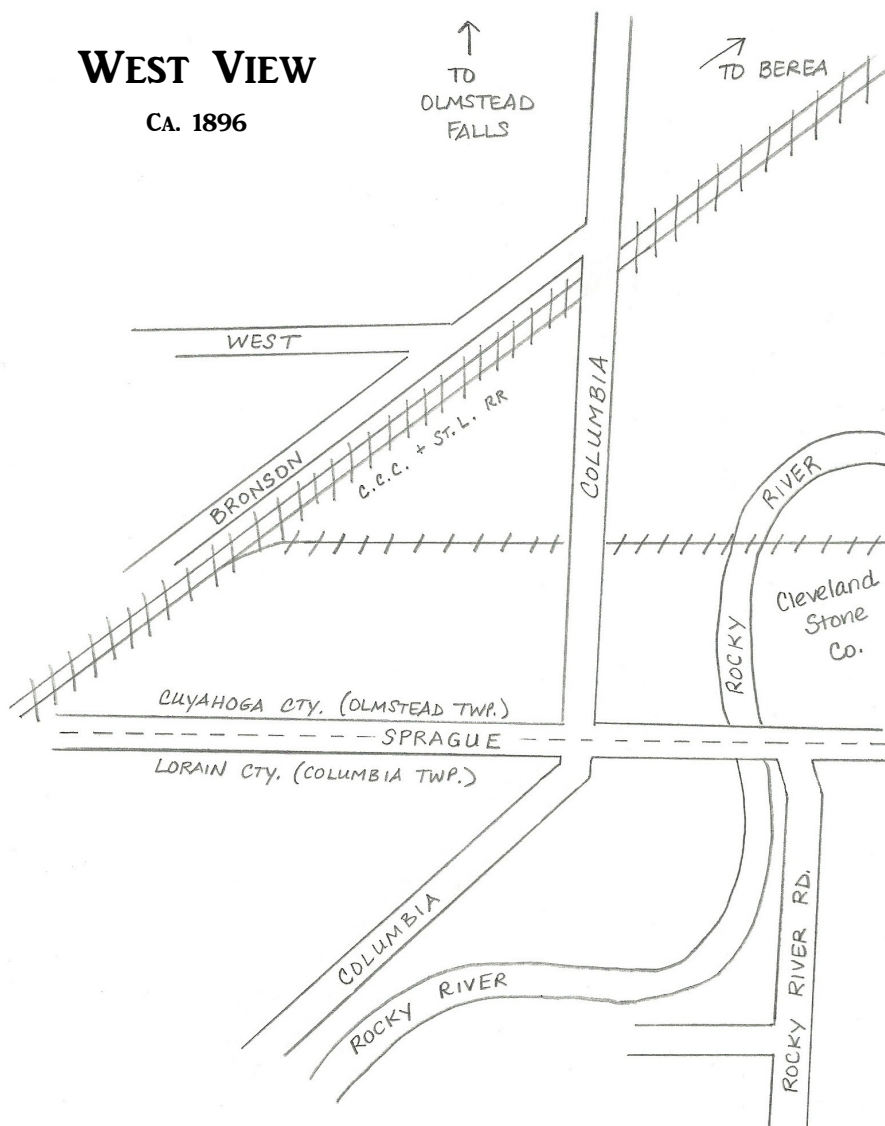 WEST VIEW
CA. 1896
TO
OLMSTEAD
FALLS
TO BEREA
WEST
C.C.C. + ST. L. RR
BRONSON
COLUMBIA
RIVER
ROCKY
Cleveland
Stone
Co.
CUYAHOGA CTY. (OLMSTEAD TWP.)
SPRAGUE
LORAIN CTY. (COLUMBIA TWP.)
COLUMBIA
ROCKY RIVER
ROCKY RIVER RD.